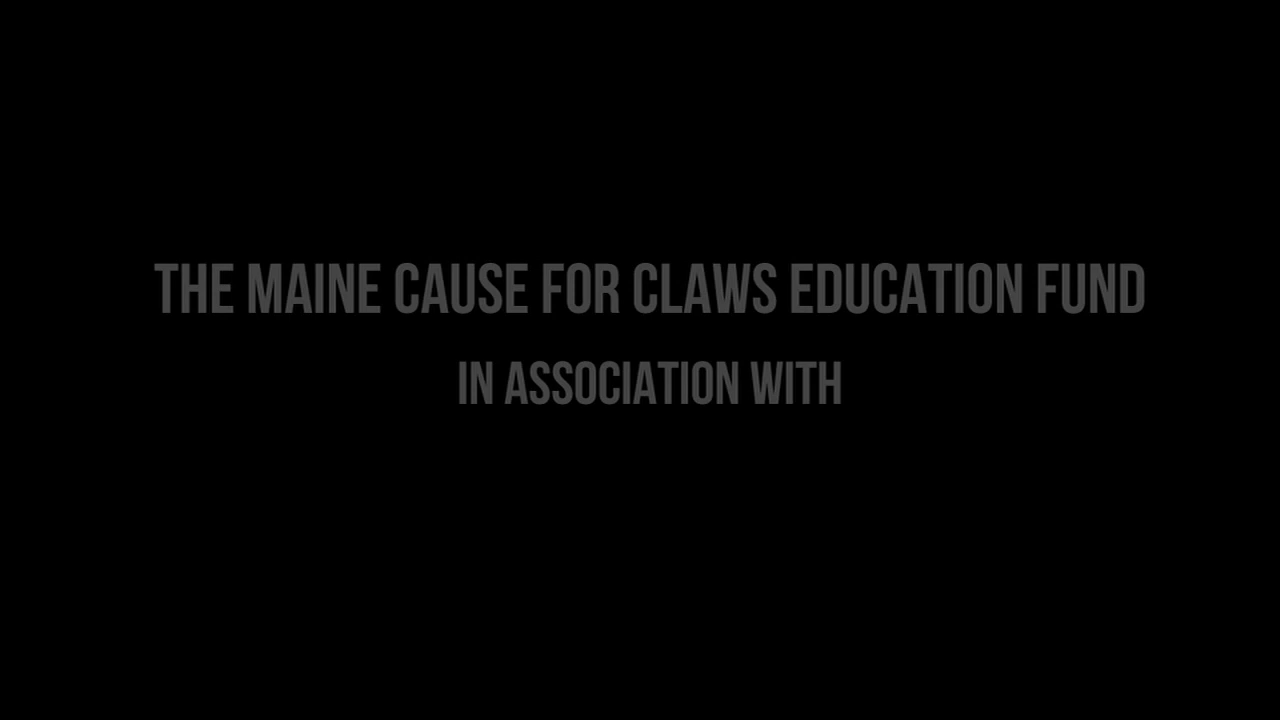 THE MAINE CAUSE FOR CLAWS EDUCATION FUND
IN ASSOCIATION WITH